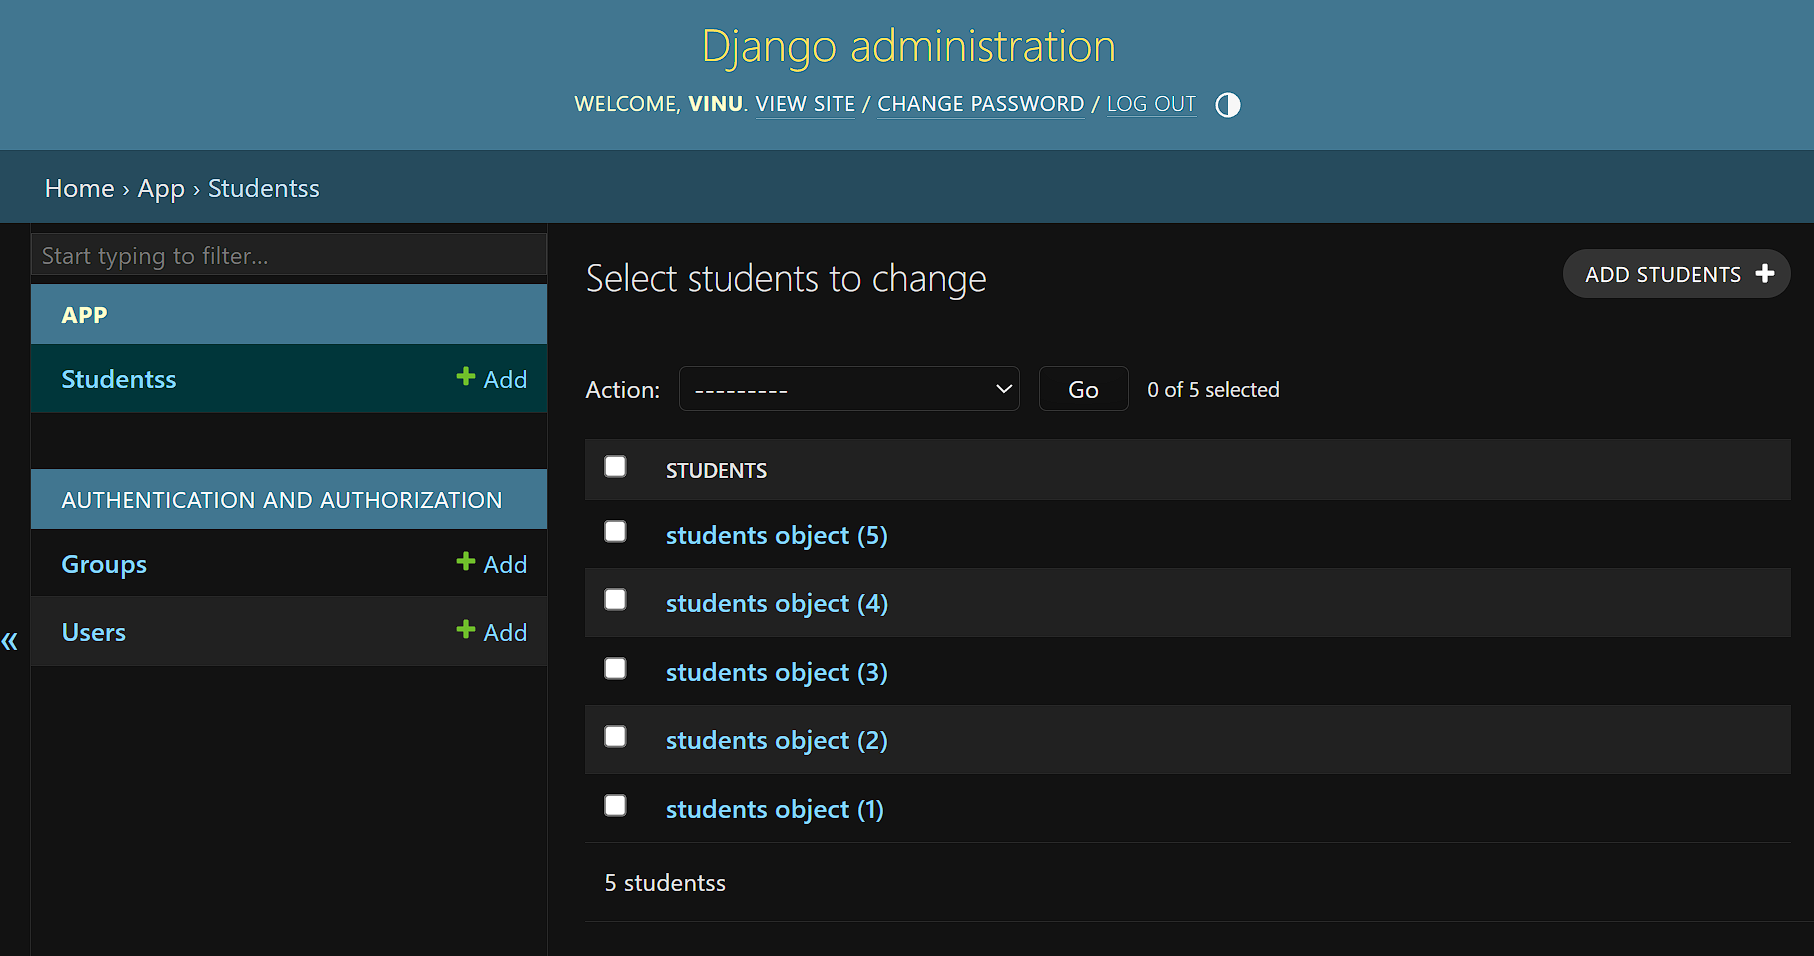 Django administration
WELCOME, VINU. VIEW SITE / CHANGE PASSWORD / LOG OUT
Home › App › Studentss
Start typing to filter...
APP
Studentss + Add
AUTHENTICATION AND AUTHORIZATION
Groups + Add
Users + Add
«
Select students to change
ADD STUDENTS +
Action: --------- Go 0 of 5 selected
STUDENTS
students object (5)
students object (4)
students object (3)
students object (2)
students object (1)
5 studentss